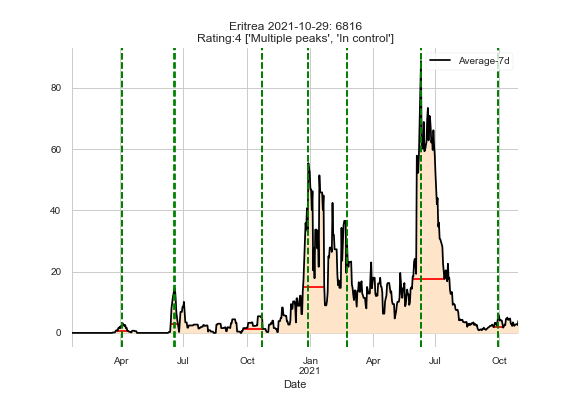 Eritrea 2021-10-29: 6816
Rating:4 ['Multiple peaks', 'In control']
Average-7d
80
60
40
20
0
Apr Jul Oct Jan Apr Jul Oct
2021
Date